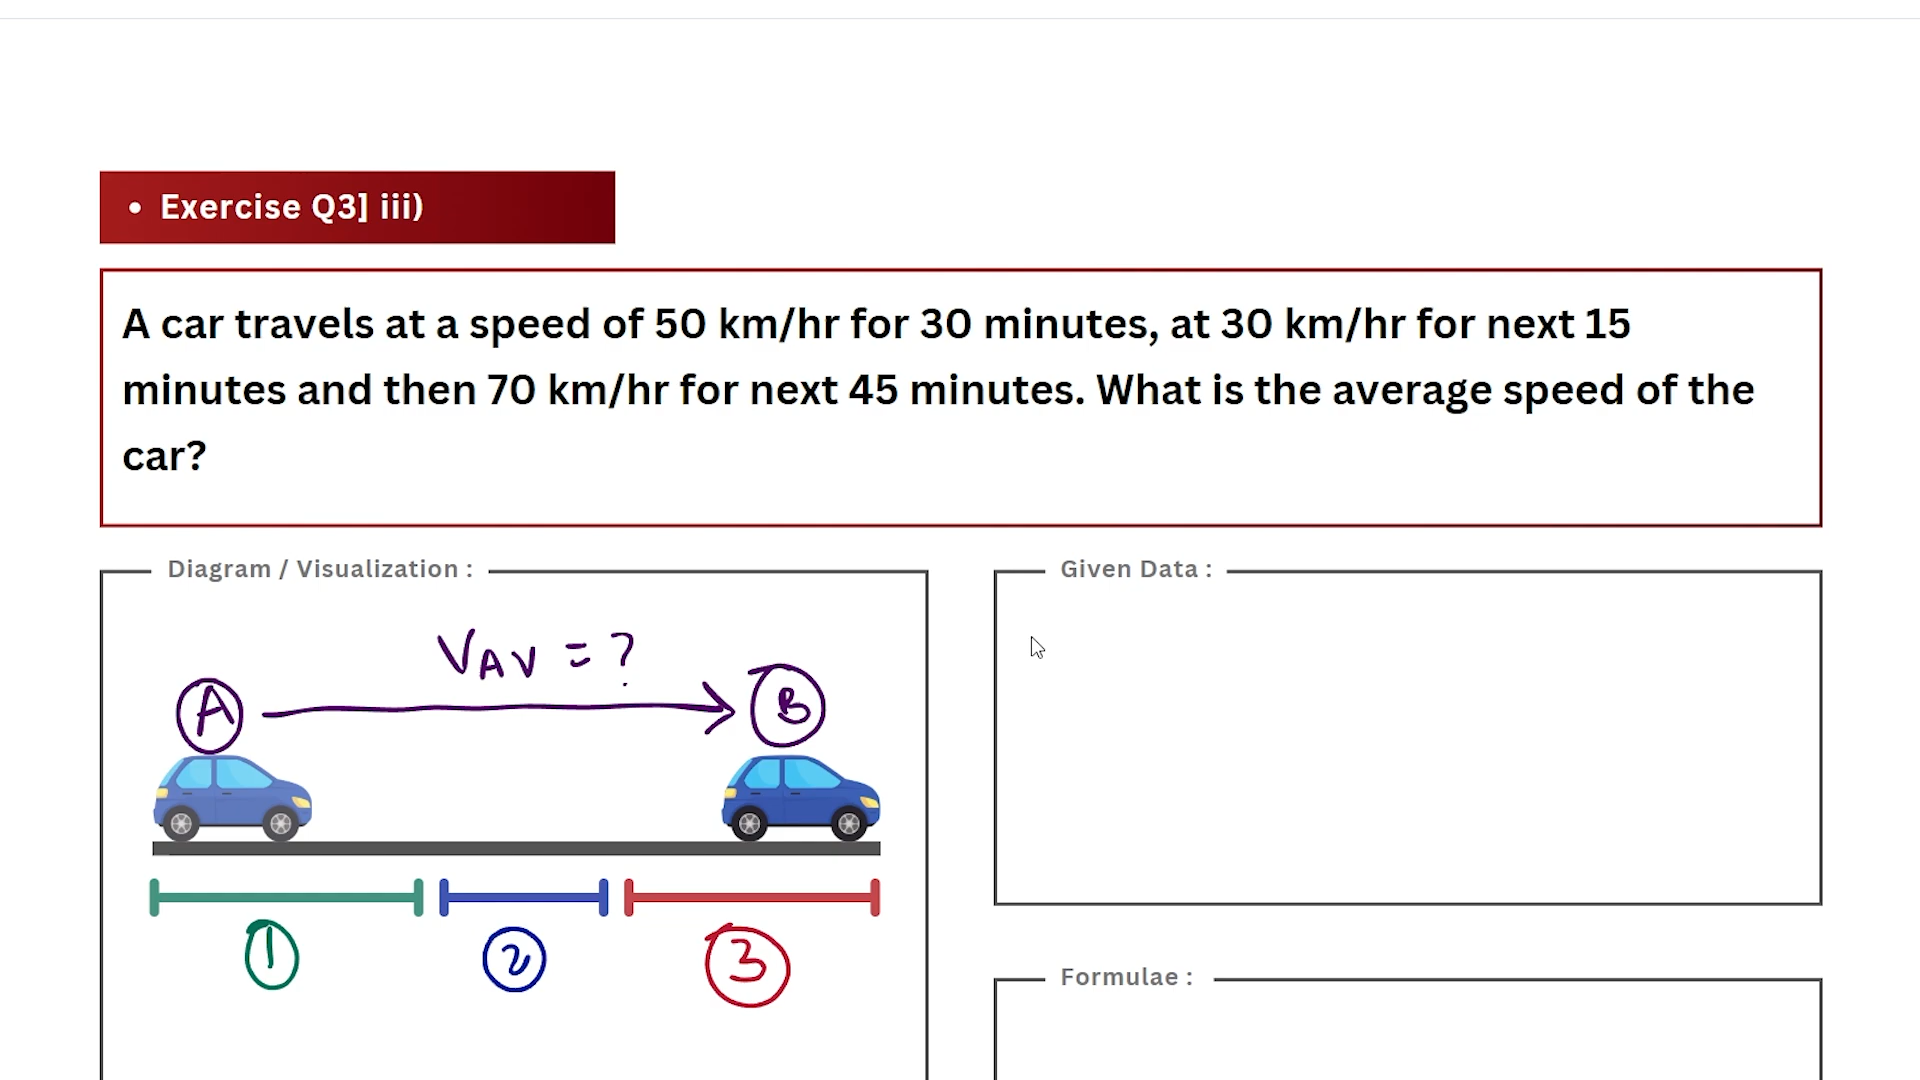 • Exercise Q3] iii)
A car travels at a speed of 50 km/hr for 30 minutes, at 30 km/hr for next 15
minutes and then 70 km/hr for next 45 minutes. What is the average speed of the
car?
Diagram / Visualization :
VAV = ?
A
B
1
2
3
Given Data :
Formulae :